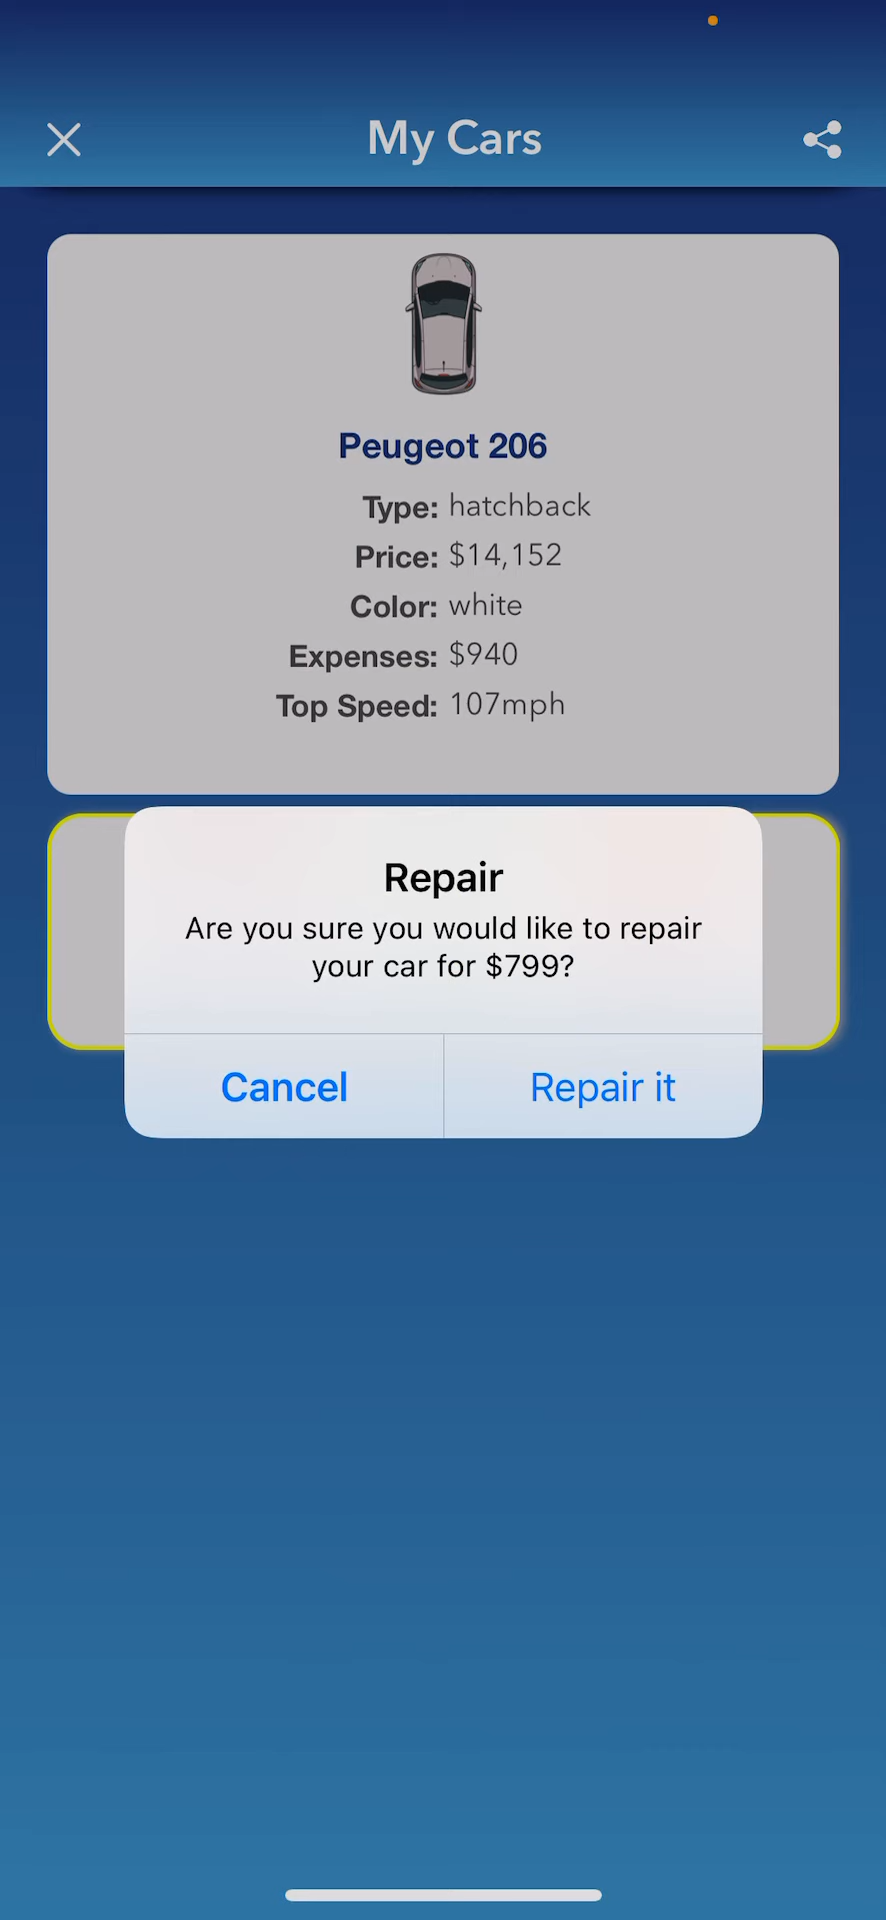 My Cars
Peugeot 206
Type: hatchback
Price: $14,152
Color: white
Expenses: $940
Top Speed: 107mph
Repair
Are you sure you would like to repair
your car for $799?
Cancel
Repair it